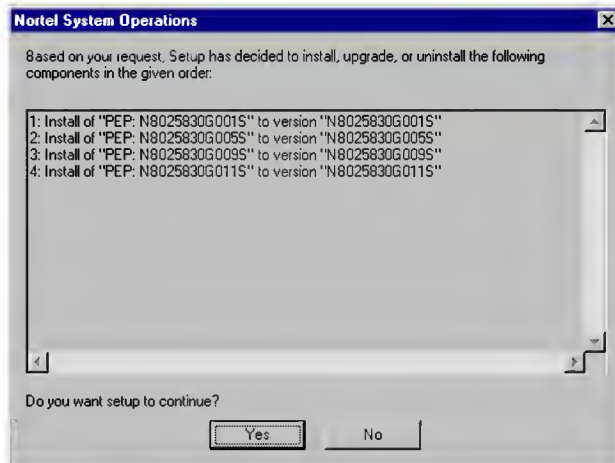 Nortel System Operations
Based on your request, Setup has decided to install, upgrade, or uninstall the following
components in the given order:
1: Install of "PEP: N8025830G001S" to version "N8025830G001S"
2: Install of "PEP: N8025830G005S" to version "N8025830G005S"
3: Install of "PEP: N8025830G009S" to version "N8025830G009S"
4: Install of "PEP: N8025830G011S" to version "N8025830G011S"
Do you want setup to continue?
Yes
No